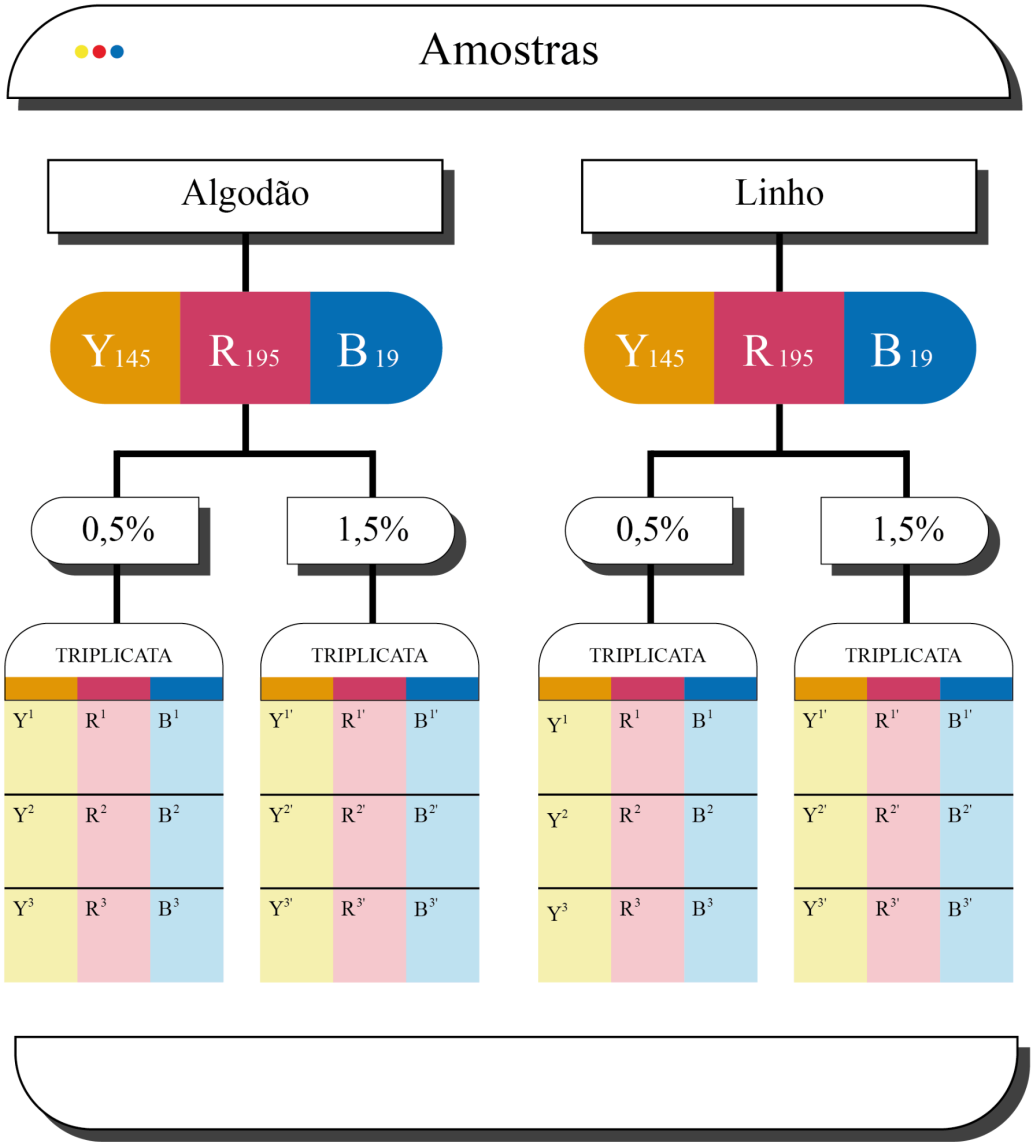 Amostras
Algodão
Linho
Y145 R195 B19
Y145 R195 B19
0,5% 1,5%
0,5% 1,5%
TRIPLICATA TRIPLICATA TRIPLICATA TRIPLICATA
Y¹ R¹ B¹ Y¹' R¹' B¹' Y¹ R¹ B¹ Y¹' R¹' B¹'
Y² R² B² Y²' R²' B²' Y² R² B² Y²' R²' B²'
Y³ R³ B³ Y³' R³' B³' Y³ R³ B³ Y³' R³' B³'